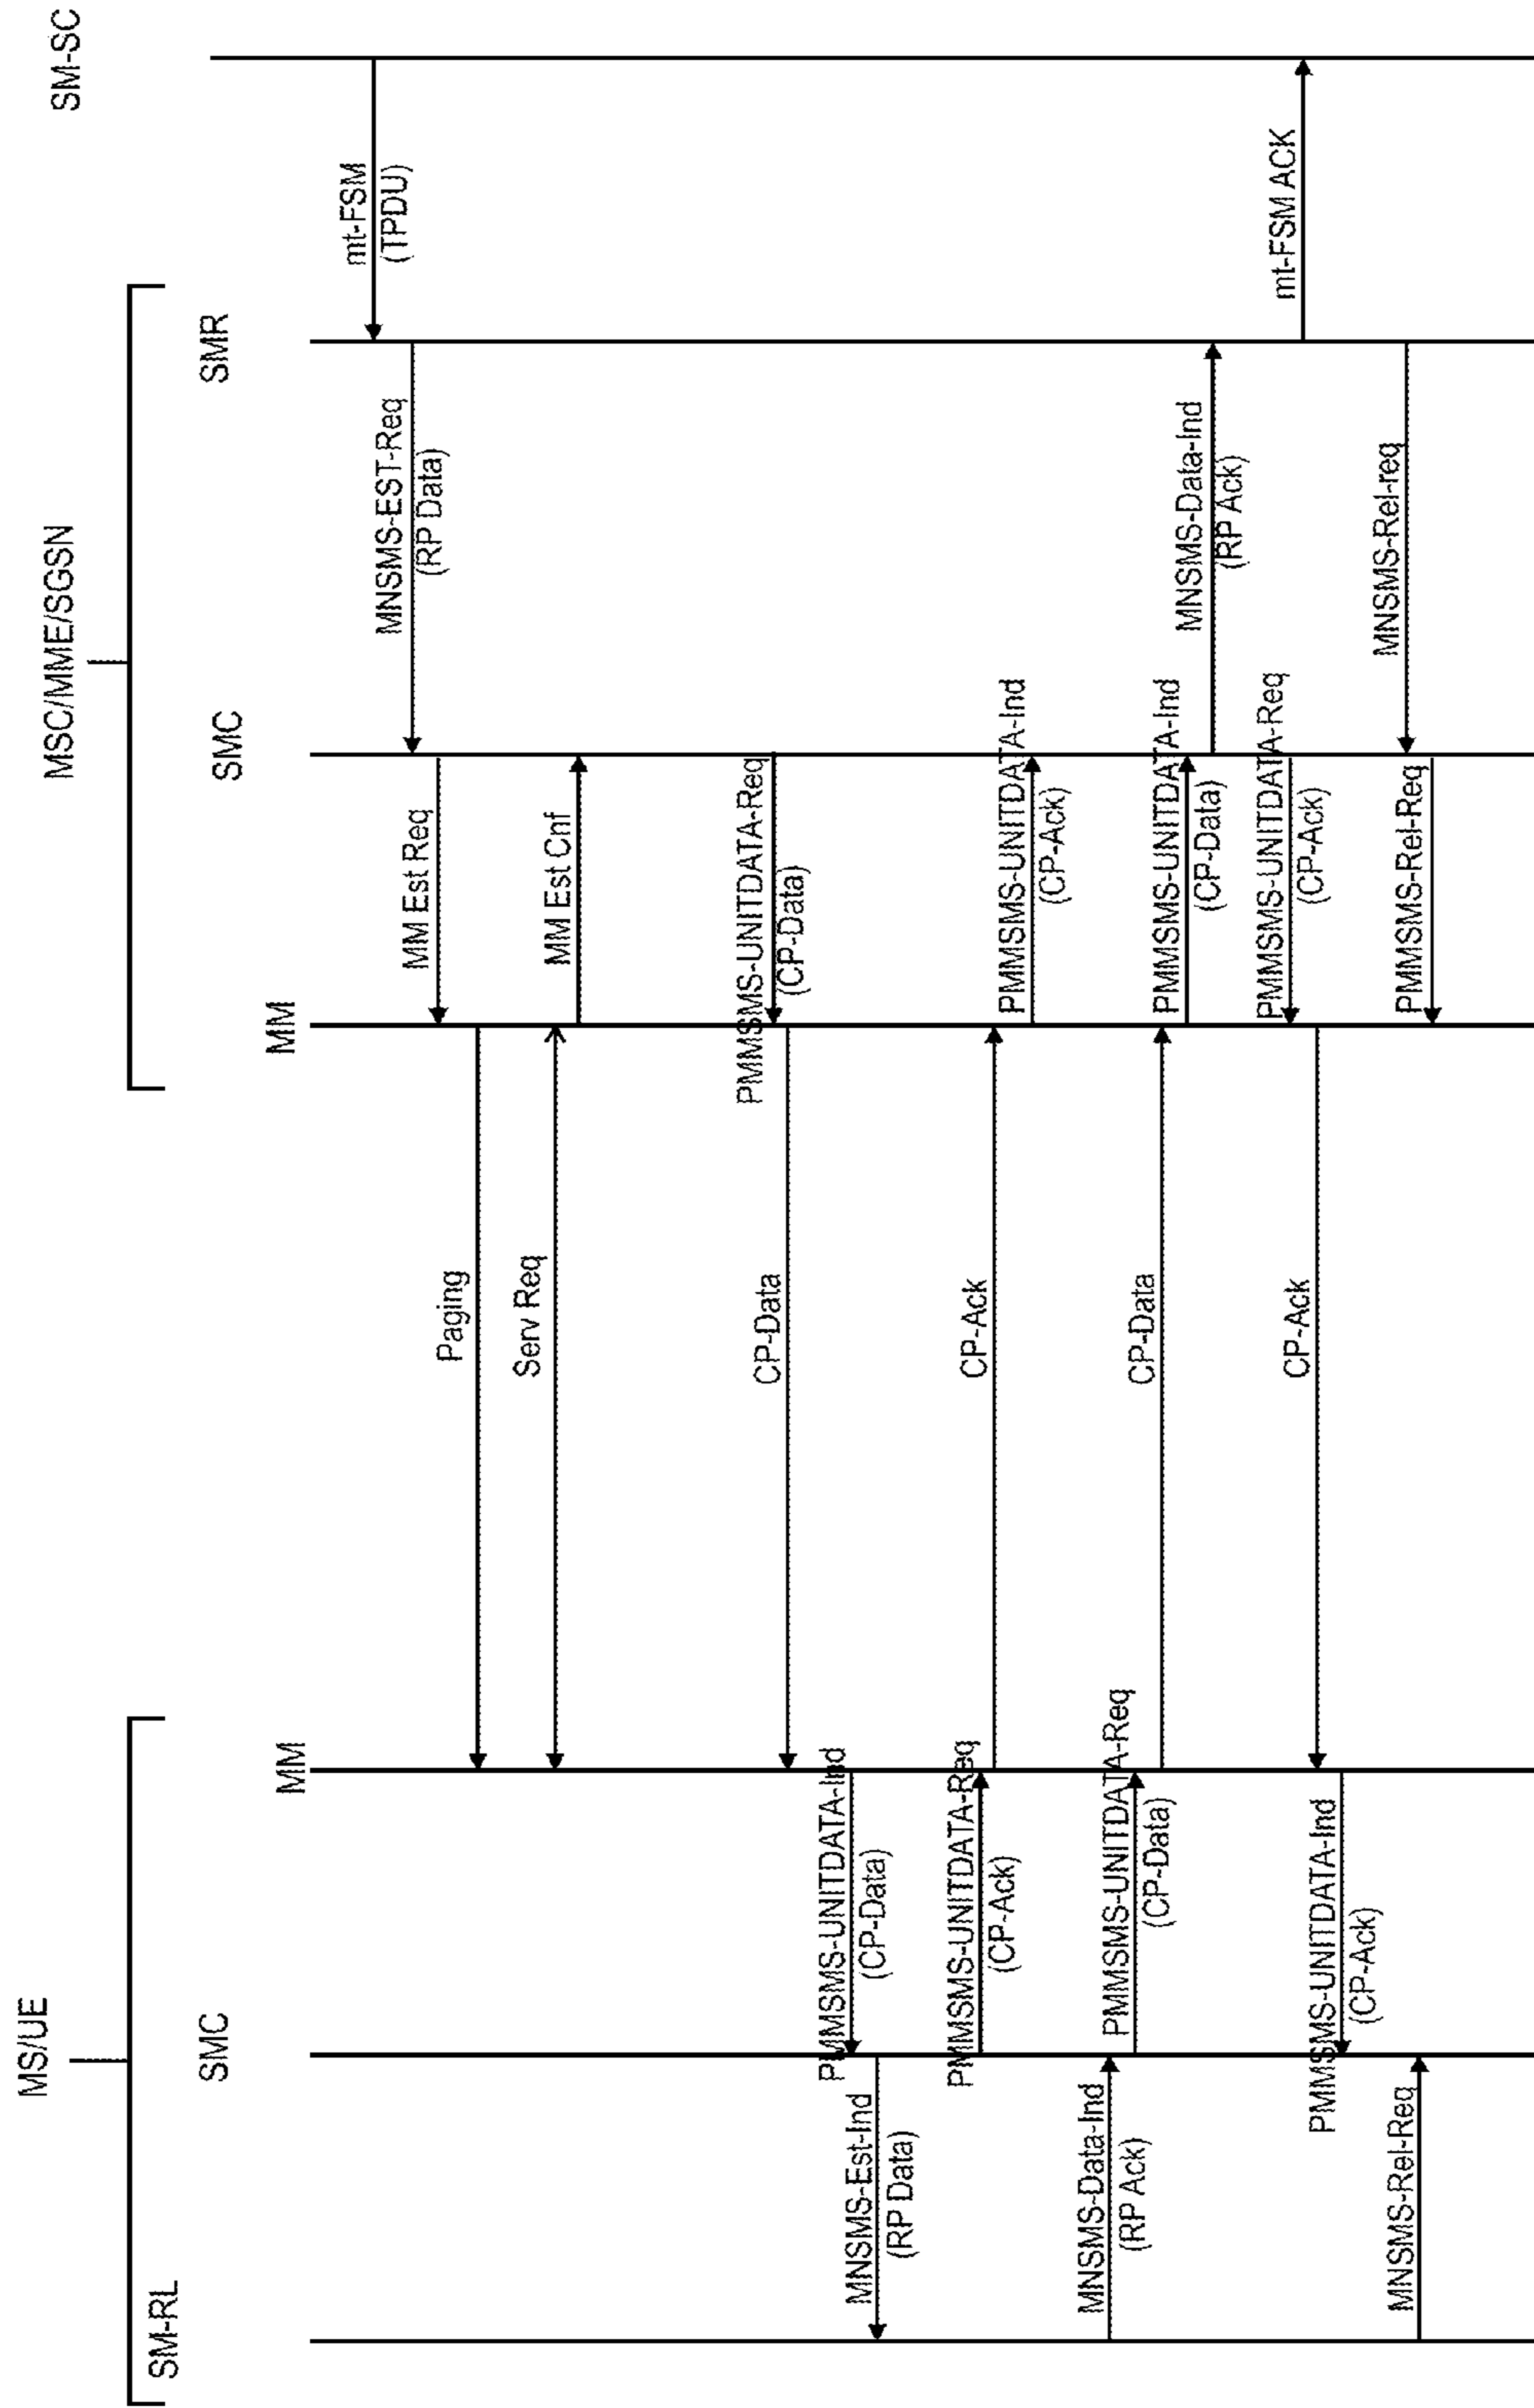 MS/UE
MSC/MME/SGSN
SM-SC
SM-RL
SMC
MM
MM
SMC
SMR
mt-FSM
(TPDU)
MNSMS-EST-Req
(RP Data)
MM Est Req
Paging
Serv Req
MM Est Cnf
PMMSMS-UNITDATA-Req
(CP-Data)
CP-Data
PMMSMS-UNITDATA-Ind
(CP-Data)
MNSMS-Est-Ind
(RP Data)
PMMSMS-UNITDATA-Req
(CP-Ack)
CP-Ack
PMMSMS-UNITDATA-Ind
(CP-Ack)
MNSMS-Data-Ind
(RP Ack)
PMMSMS-UNITDATA-Req
(CP-Data)
CP-Data
PMMSMS-UNITDATA-Ind
(CP-Data)
MNSMS-Data-Ind
(RP Ack)
PMMSMS-UNITDATA-Req
(CP-Ack)
mt-FSM ACK
CP-Ack
PMMSMS-UNITDATA-Ind
(CP-Ack)
MNSMS-Rel-req
MNSMS-Rel-Req
PMMSMS-Rel-Req